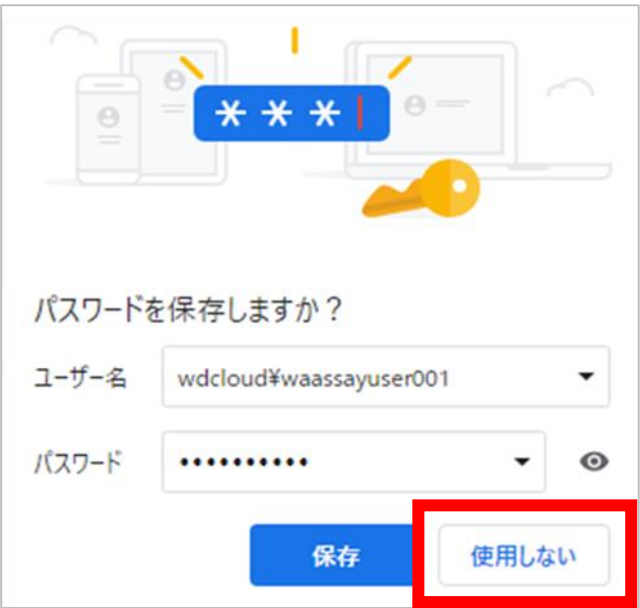 ***
パスワードを保存しますか？
ユーザー名 wdcloud¥waassayuser001
パスワード ••••••••••
保存 使用しない